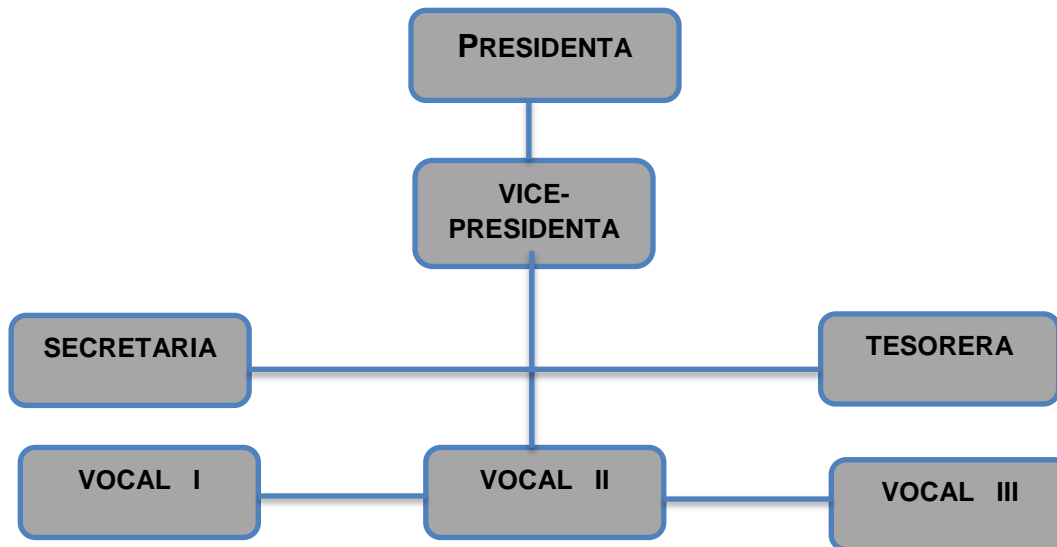 PRESIDENTA
VICE-
PRESIDENTA
SECRETARIA
TESORERA
VOCAL I
VOCAL II
VOCAL III